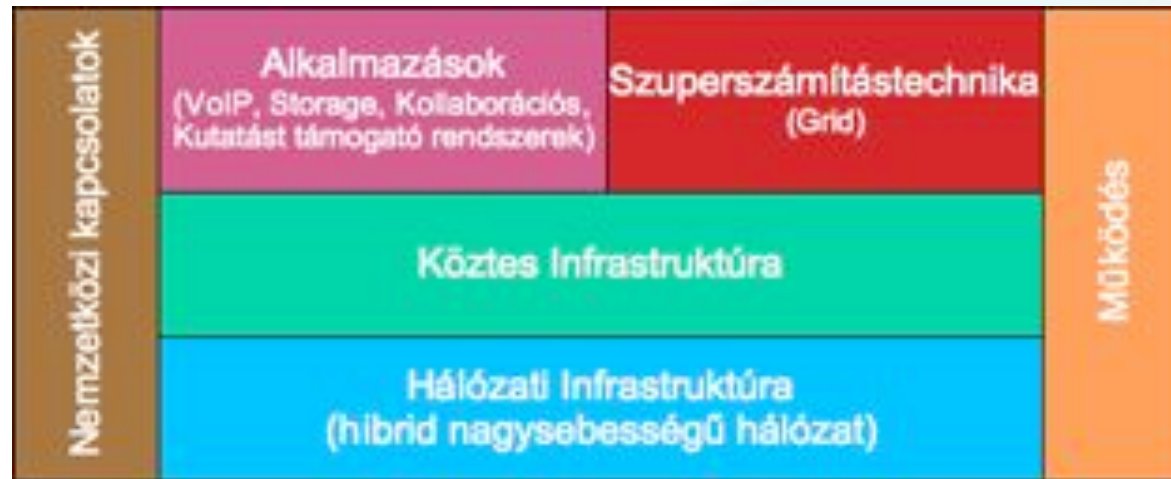 Nemzetközi kapcsolatok
Alkalmazások
(VoIP, Storage, Kollaborációs,
Kutatást támogató rendszerek)
Szuperszámítástechnika
(Grid)
Köztes Infrastruktúra
Hálózati Infrastruktúra
(hibrid nagysebességű hálózat)
Működés